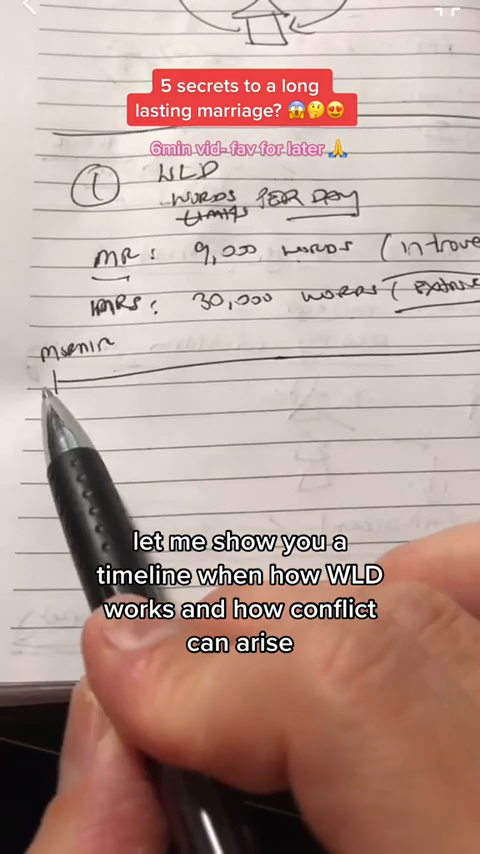 5 secrets to a long
lasting marriage? 😱🤔😍
6min vid- fav for later 🙏
1 WLD
WORDS
LIMITS PER DAY
MR: 9,000 WORDS (introve
MRS: 30,000 WORDS (
MORNIN
let me show you a
timeline when how WLD
works and how conflict
can arise